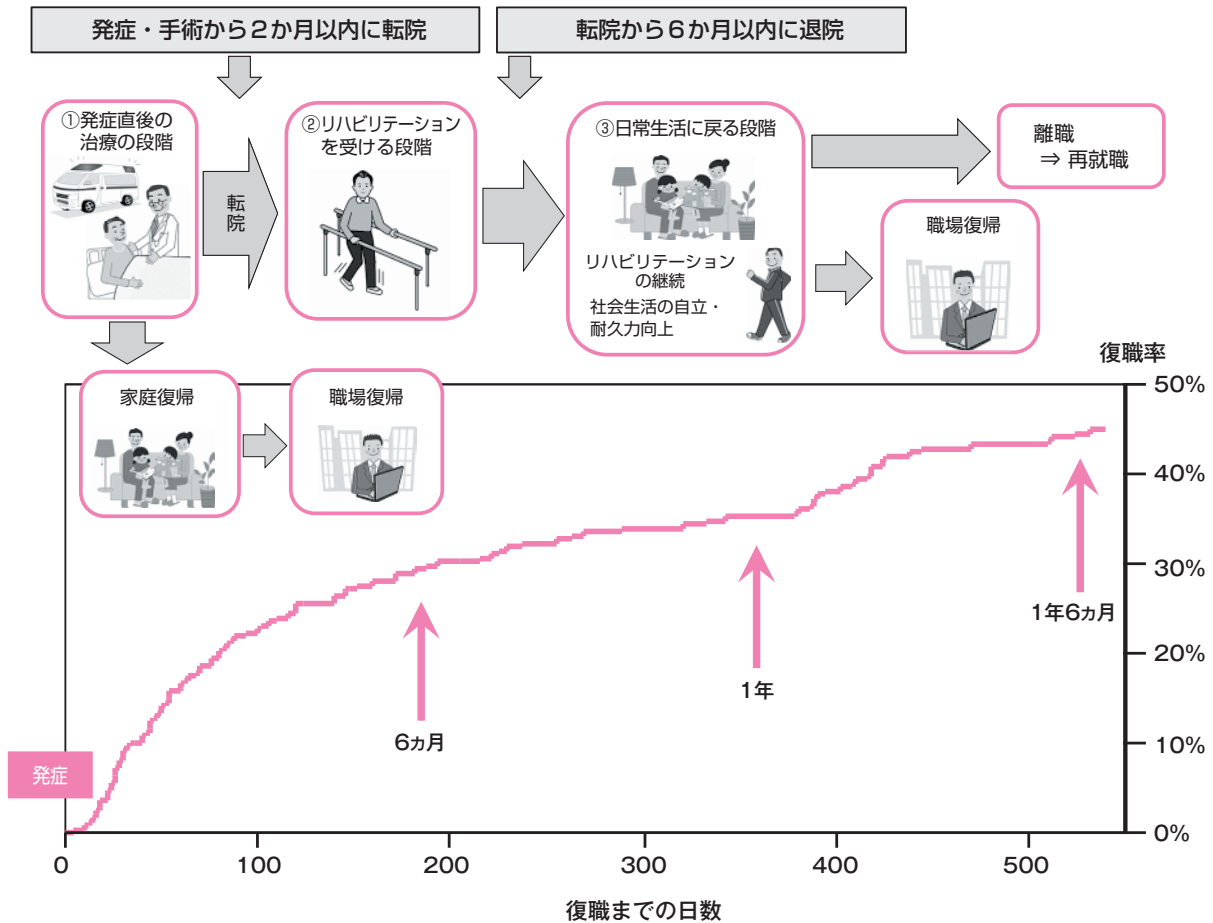 発症・手術から2か月以内に転院
転院から6か月以内に退院
①発症直後の
治療の段階
転院
②リハビリテーション
を受ける段階
③日常生活に戻る段階
リハビリテーション
の継続
社会生活の自立・
耐久力向上
離職
⇒ 再就職
職場復帰
家庭復帰
職場復帰
復職率
50%
40%
30%
20%
10%
0%
6ヵ月
1年
1年6ヵ月
発症
0
100
200
300
400
500
復職までの日数